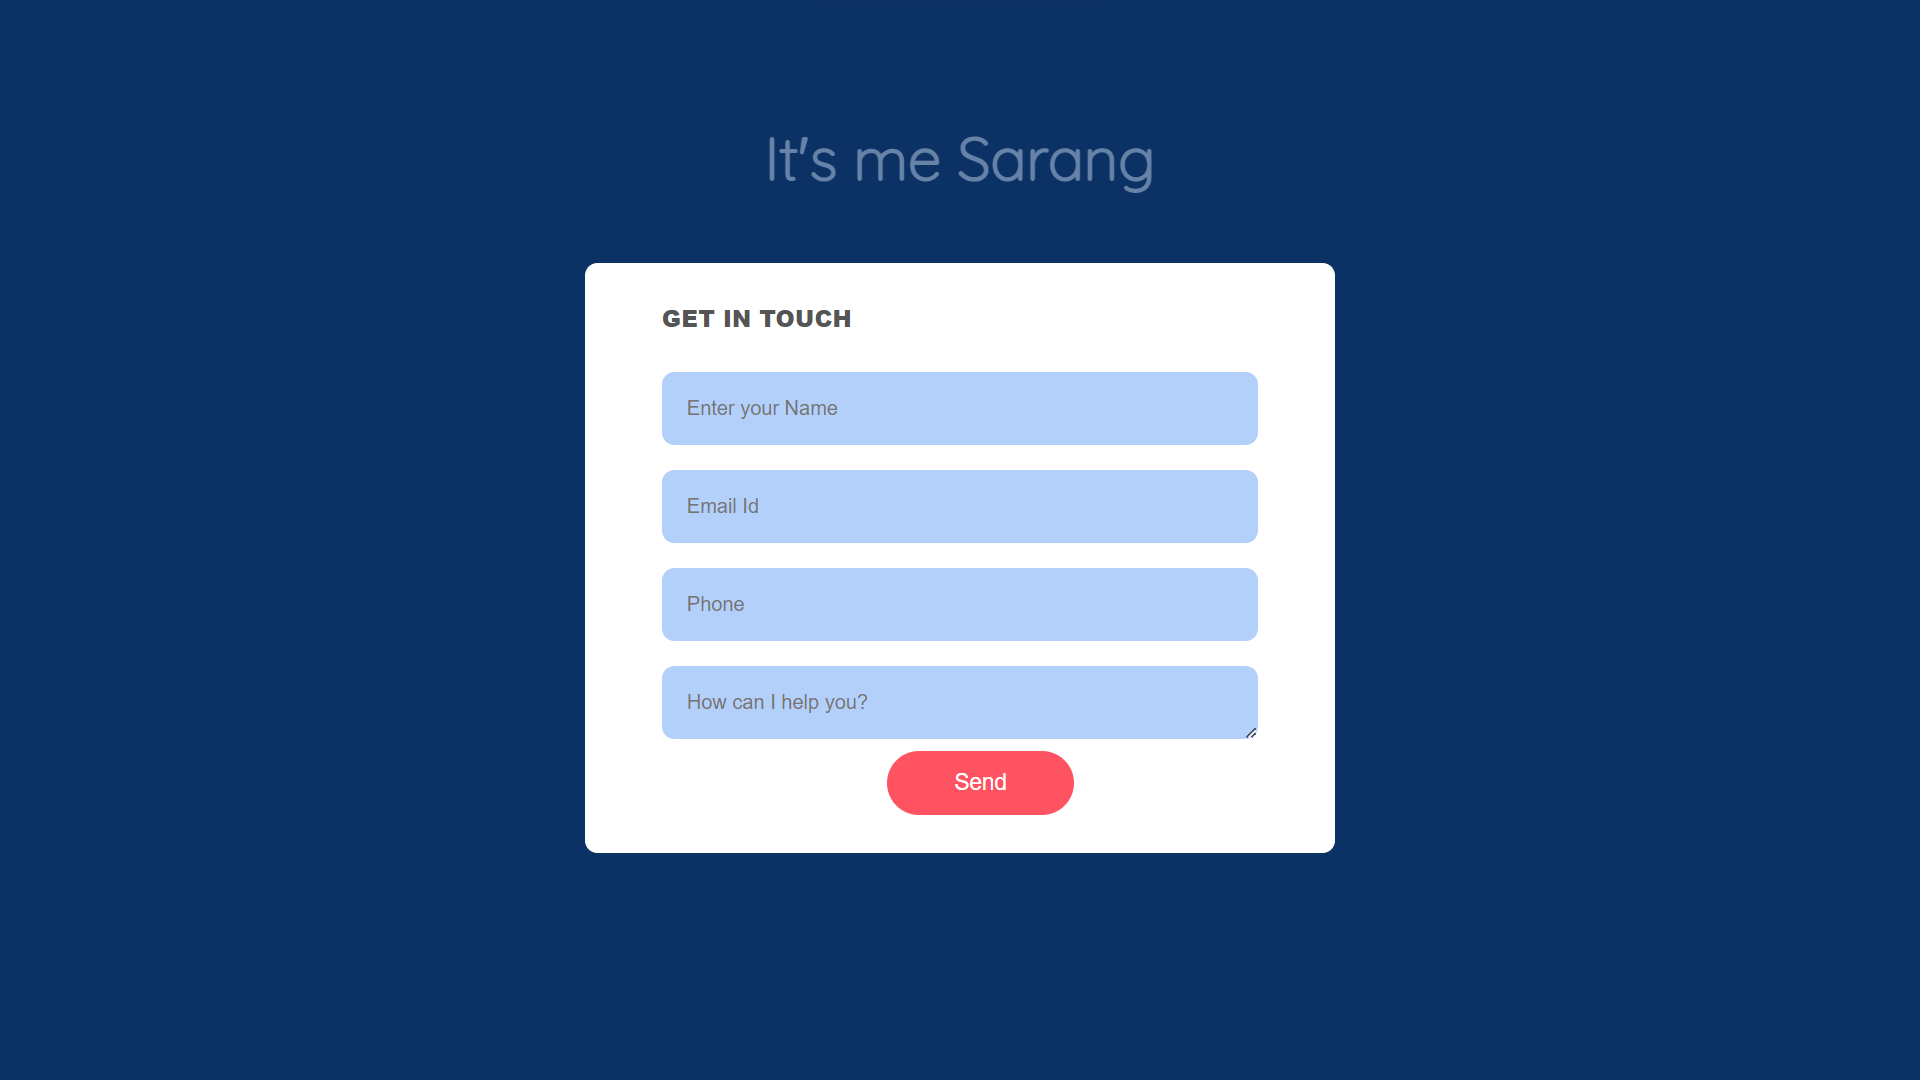 It's me Sarang
GET IN TOUCH
Enter your Name
Email Id
Phone
How can I help you?
Send